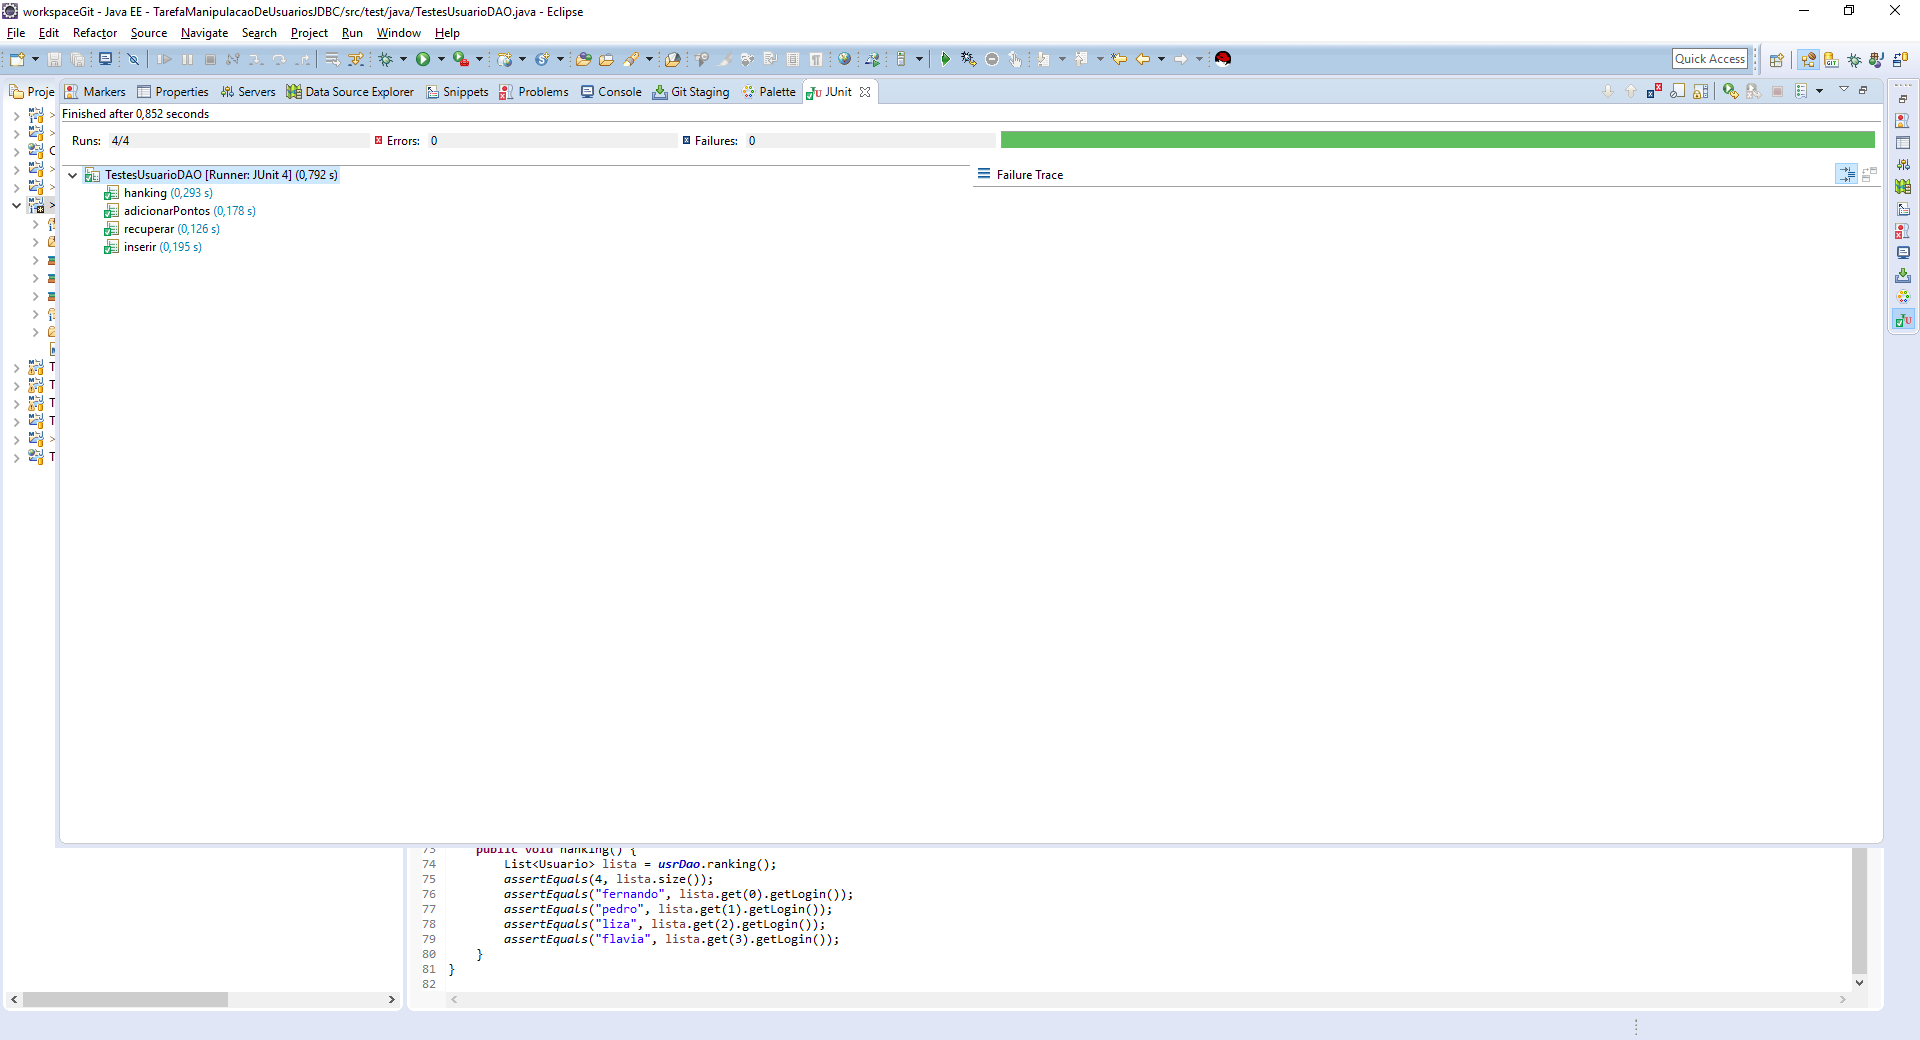 workspaceGit - Java EE - TarefaManipulacaoDeUsuariosJDBC/src/test/java/TestesUsuarioDAO.java - Eclipse
File Edit Refactor Source Navigate Search Project Run Window Help
Quick Access
Proje Markers Properties Servers Data Source Explorer Snippets Problems Console Git Staging Palette JUnit
Finished after 0,852 seconds
Runs: 4/4 Errors: 0 Failures: 0
TestesUsuarioDAO [Runner: JUnit 4] (0,792 s)
Failure Trace
hanking (0,293 s)
adicionarPontos (0,178 s)
recuperar (0,126 s)
inserir (0,195 s)
73 public void hanking() {
74 List<Usuario> lista = usrDao.ranking();
75 assertEquals(4, lista.size());
76 assertEquals("fernando", lista.get(0).getLogin());
77 assertEquals("pedro", lista.get(1).getLogin());
78 assertEquals("liza", lista.get(2).getLogin());
79 assertEquals("flavia", lista.get(3).getLogin());
80 }
81 }
82